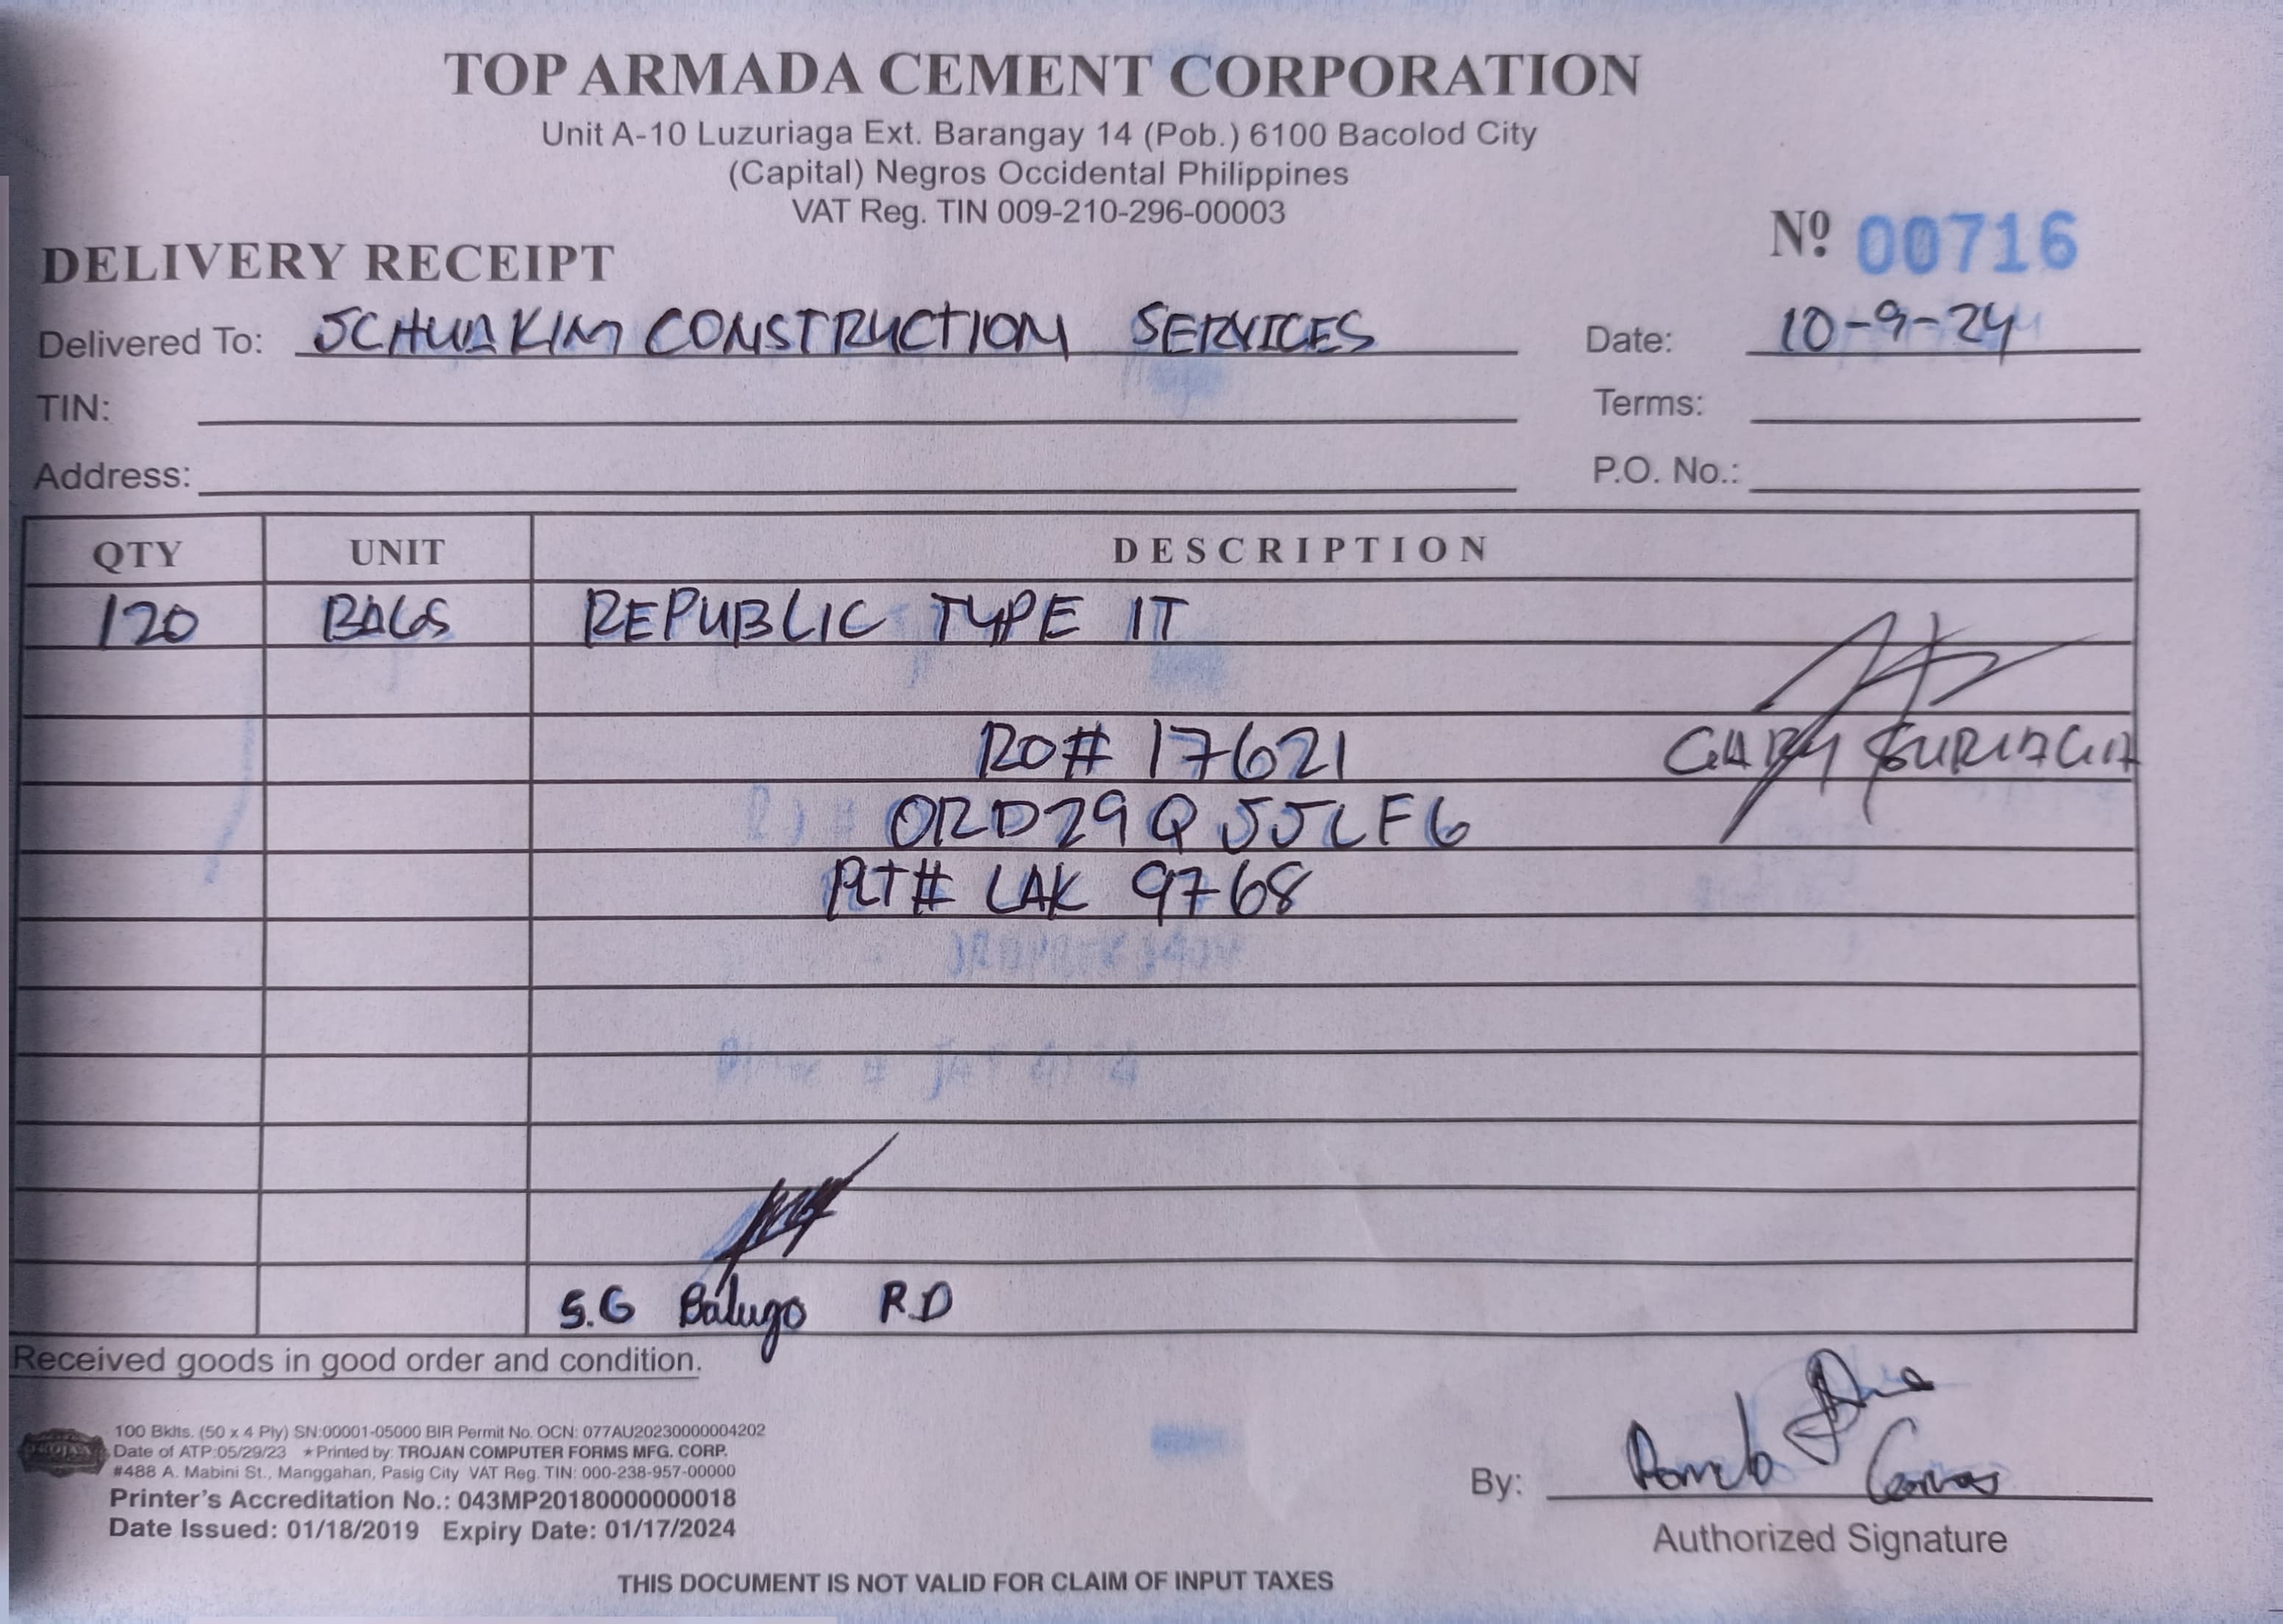 TOP ARMADA CEMENT CORPORATION
Unit A-10 Luzuriaga Ext. Barangay 14 (Pob.) 6100 Bacolod City
(Capital) Negros Occidental Philippines
VAT Reg. TIN 009-210-296-00003
DELIVERY RECEIPT Nº 00716
Delivered To: JCHUAKIM CONSTRUCTION SERVICES Date: 10-9-24
TIN: Terms:
Address: P.O. No.:
QTY UNIT DESCRIPTION
120 BAGS REPUBLIC TYPE IT
RO# 17621 GARY
ORD29QJJLF6
PLT# LAK 9768
S.G Balugo R.D
Received goods in good order and condition.
100 Bklts. (50 x 4 Ply) SN:00001-05000 BIR Permit No. OCN: 077AU20230000004202
Date of ATP:05/29/23 ★Printed by: TROJAN COMPUTER FORMS MFG. CORP.
#488 A. Mabini St., Manggahan, Pasig City VAT Reg. TIN: 000-238-957-00000
Printer's Accreditation No.: 043MP20180000000018
Date Issued: 01/18/2019 Expiry Date: 01/17/2024
By:
Authorized Signature
THIS DOCUMENT IS NOT VALID FOR CLAIM OF INPUT TAXES